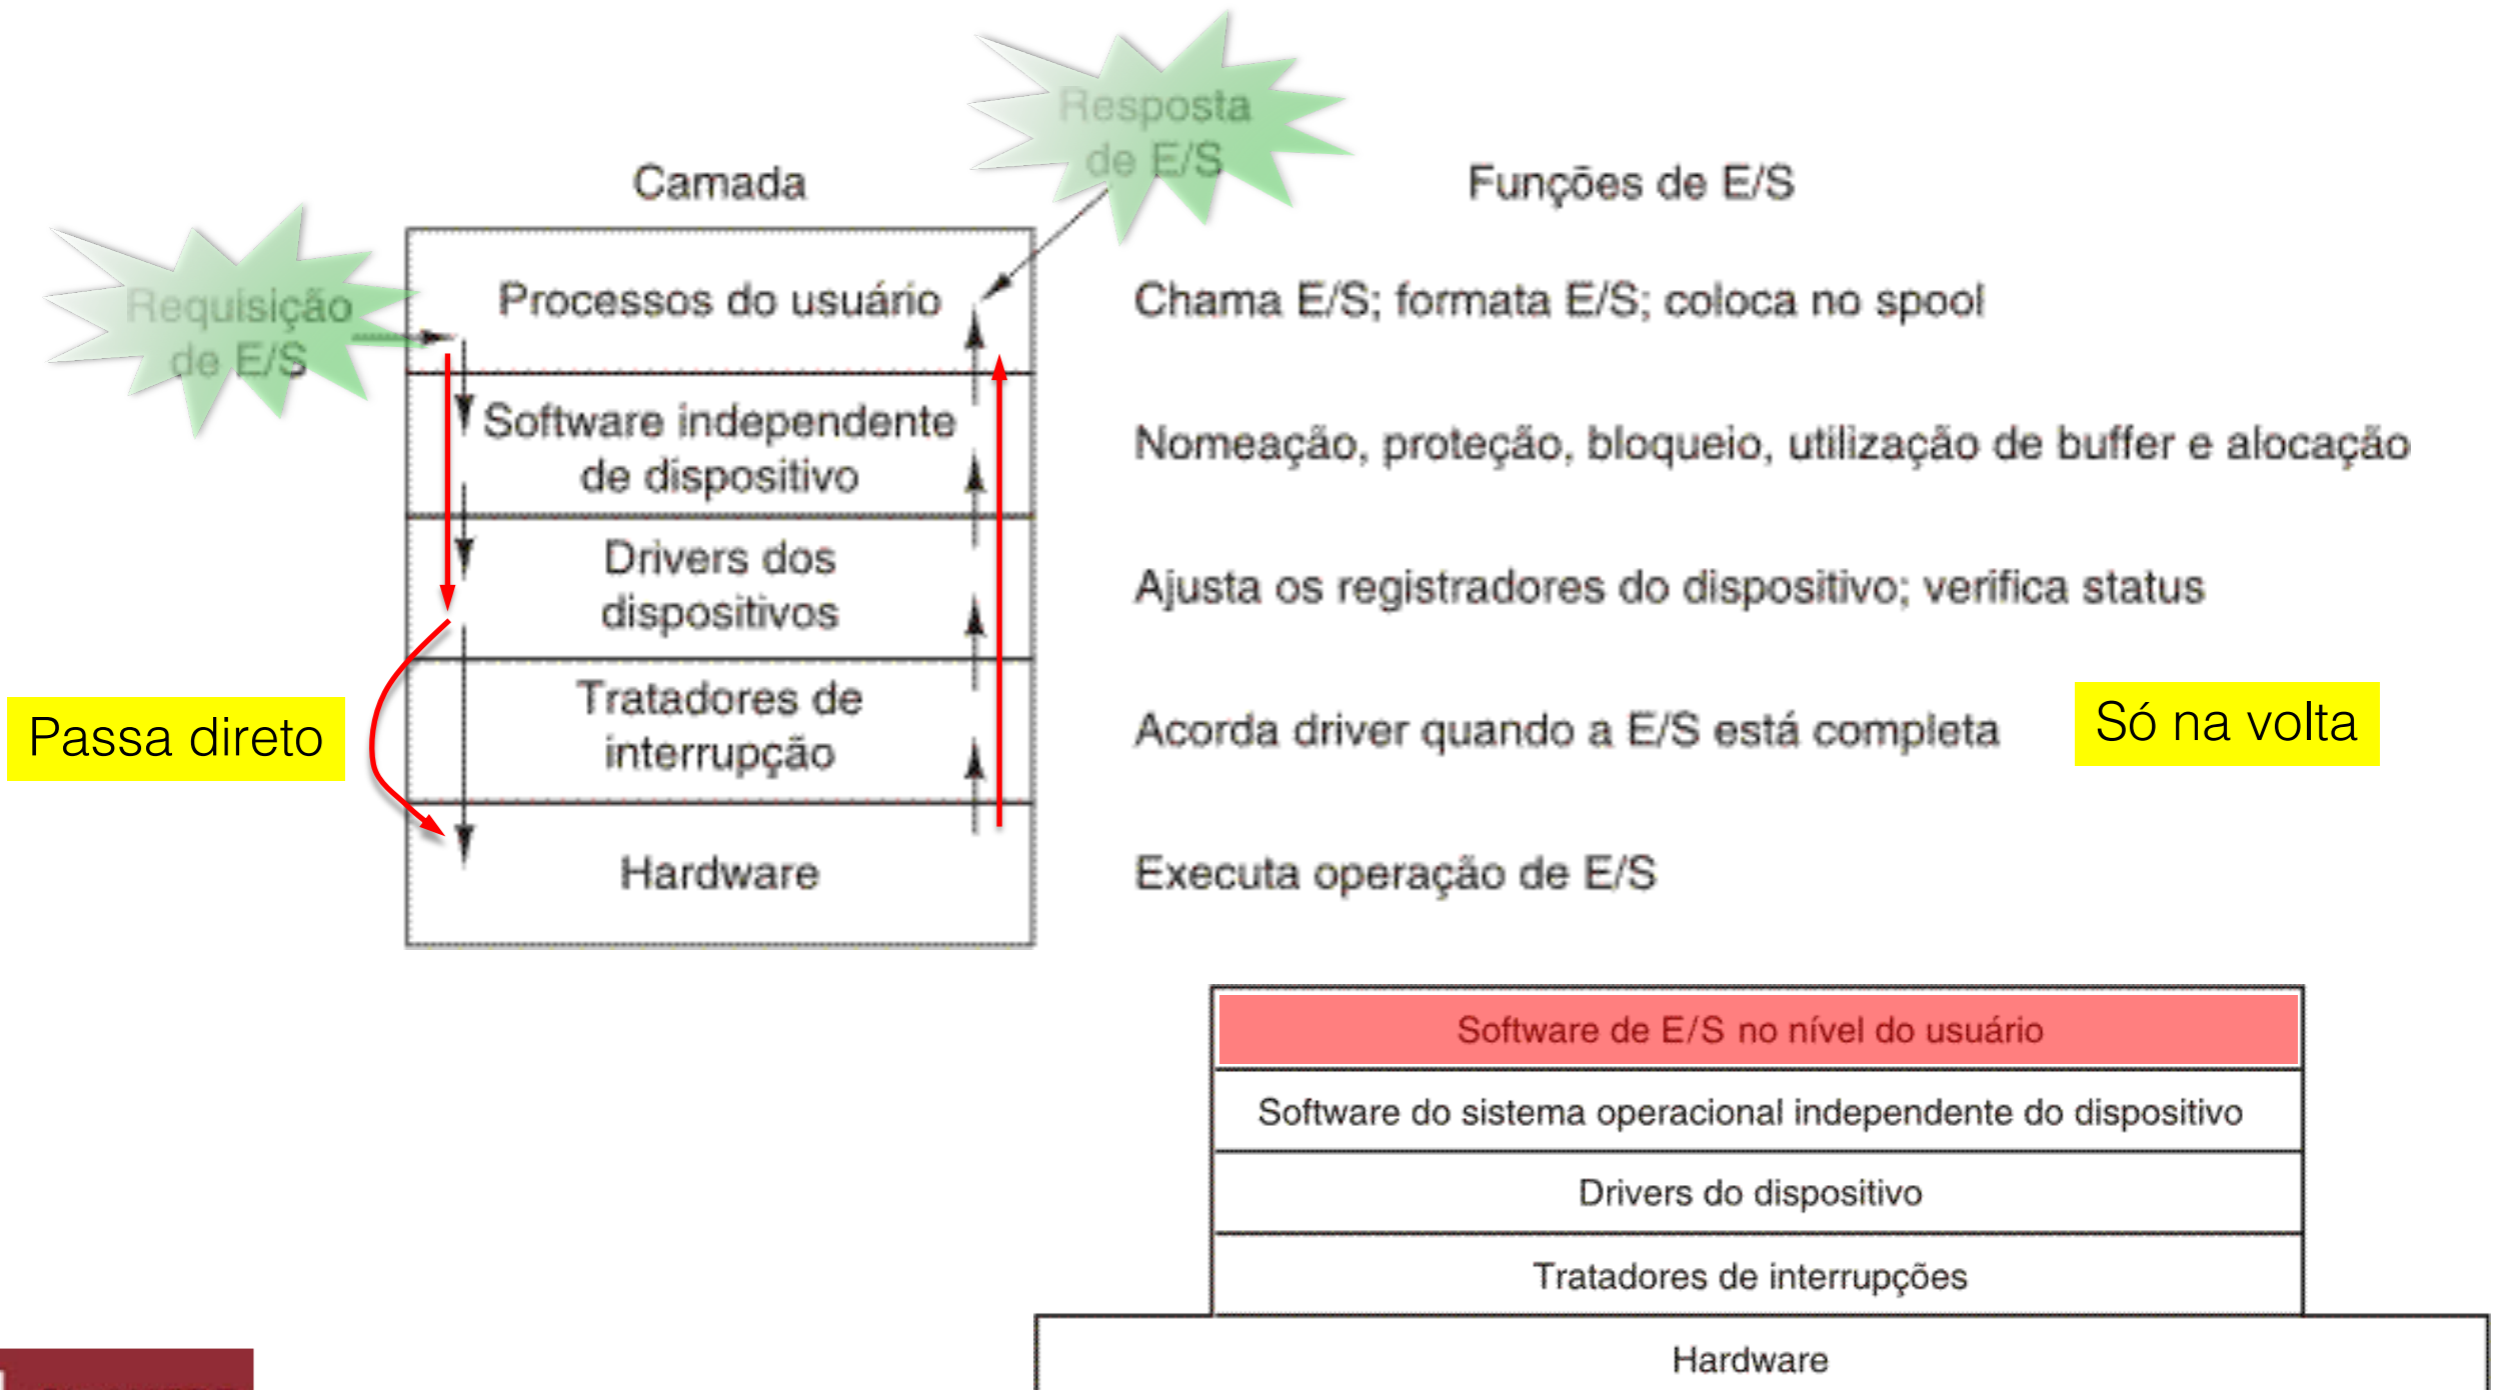 Resposta
de E/S
Camada
Funções de E/S
Requisição
de E/S
Processos do usuário
Chama E/S; formata E/S; coloca no spool
Software independente
de dispositivo
Nomeação, proteção, bloqueio, utilização de buffer e alocação
Drivers dos
dispositivos
Ajusta os registradores do dispositivo; verifica status
Passa direto
Tratadores de
interrupção
Acorda driver quando a E/S está completa
Só na volta
Hardware
Executa operação de E/S
Software de E/S no nível do usuário
Software do sistema operacional independente do dispositivo
Drivers do dispositivo
Tratadores de interrupções
Hardware